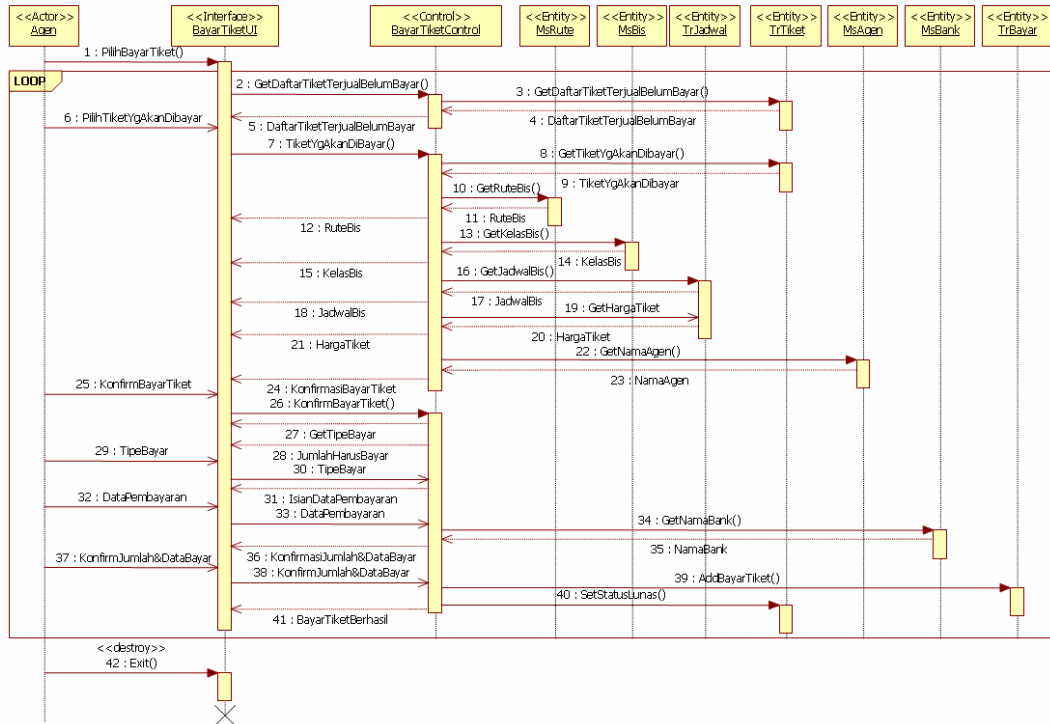 <<Actor>>
Agen
<<Interface>>
BayarTiketUI
<<Control>>
BayarTiketControl
<<Entity>>
MsRute
<<Entity>>
MsBis
<<Entity>>
TrJadwal
<<Entity>>
TrTiket
<<Entity>>
MsAgen
<<Entity>>
MsBank
<<Entity>>
TrBayar
1 : PilihBayarTiket()
LOOP
2 : GetDaftarTiketTerjualBelumBayar()
3 : GetDaftarTiketTerjualBelumBayar()
4 : DaftarTiketTerjualBelumBayar
5 : DaftarTiketTerjualBelumBayar
6 : PilihTiketYgAkanDibayar
7 : TiketYgAkanDiBayar()
8 : GetTiketYgAkanDibayar()
9 : TiketYgAkanDibayar
10 : GetRuteBis()
11 : RuteBis
12 : RuteBis
13 : GetKelasBis()
14 : KelasBis
15 : KelasBis
16 : GetJadwalBis()
17 : JadwalBis
18 : JadwalBis
19 : GetHargaTiket
20 : HargaTiket
21 : HargaTiket
22 : GetNamaAgen()
23 : NamaAgen
24 : KonfirmasiBayarTiket
25 : KonfirmBayarTiket
26 : KonfirmBayarTiket()
27 : GetTipeBayar
28 : JumlahHarusBayar
29 : TipeBayar
30 : TipeBayar
31 : IsianDataPembayaran
32 : DataPembayaran
33 : DataPembayaran
34 : GetNamaBank()
35 : NamaBank
36 : KonfirmasiJumlah&DataBayar
37 : KonfirmJumlah&DataBayar
38 : KonfirmJumlah&DataBayar
39 : AddBayarTiket()
40 : SetStatusLunas()
41 : BayarTiketBerhasil
<<destroy>>
42 : Exit()